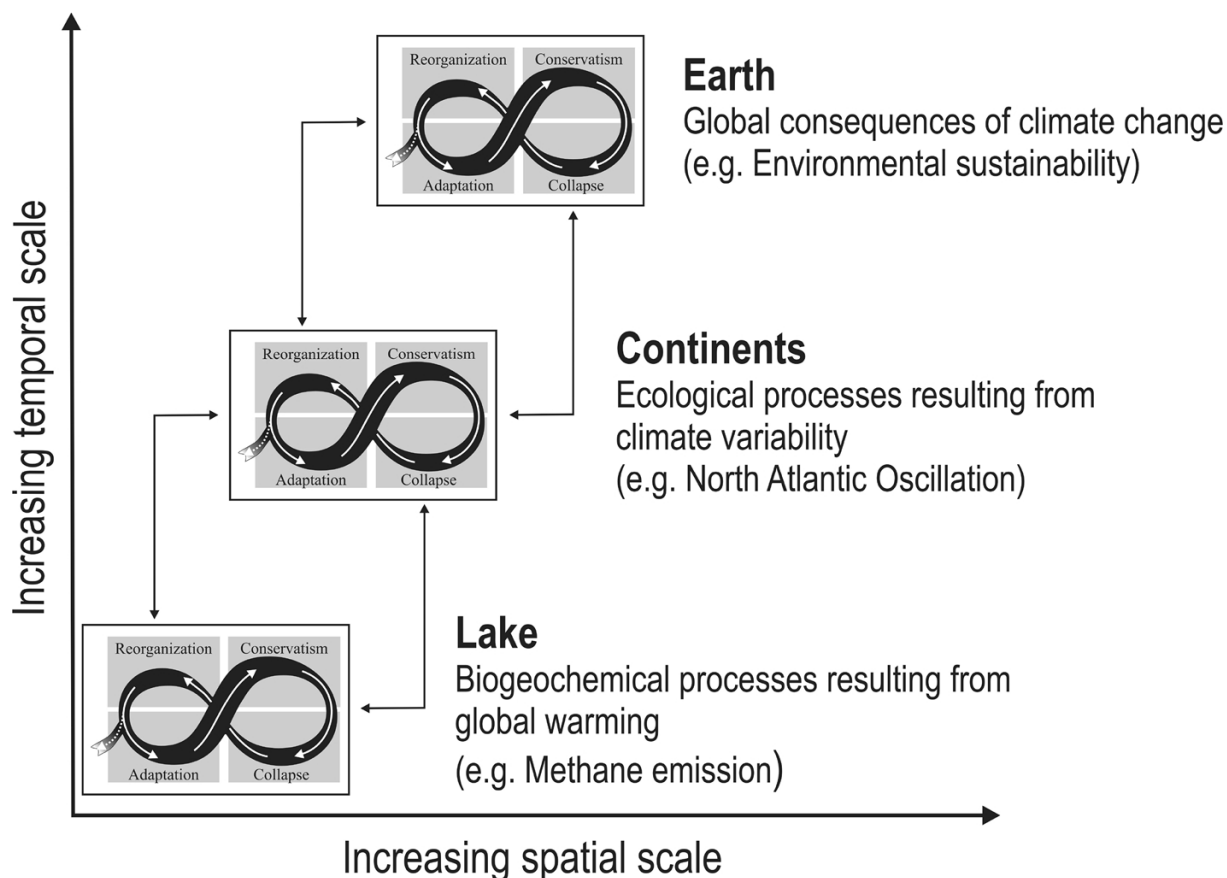 Increasing temporal scale
Reorganization
Conservatism
Adaptation
Collapse
Earth
Global consequences of climate change
(e.g. Environmental sustainability)
Reorganization
Conservatism
Adaptation
Collapse
Continents
Ecological processes resulting from
climate variability
(e.g. North Atlantic Oscillation)
Reorganization
Conservatism
Adaptation
Collapse
Lake
Biogeochemical processes resulting from
global warming
(e.g. Methane emission)
Increasing spatial scale